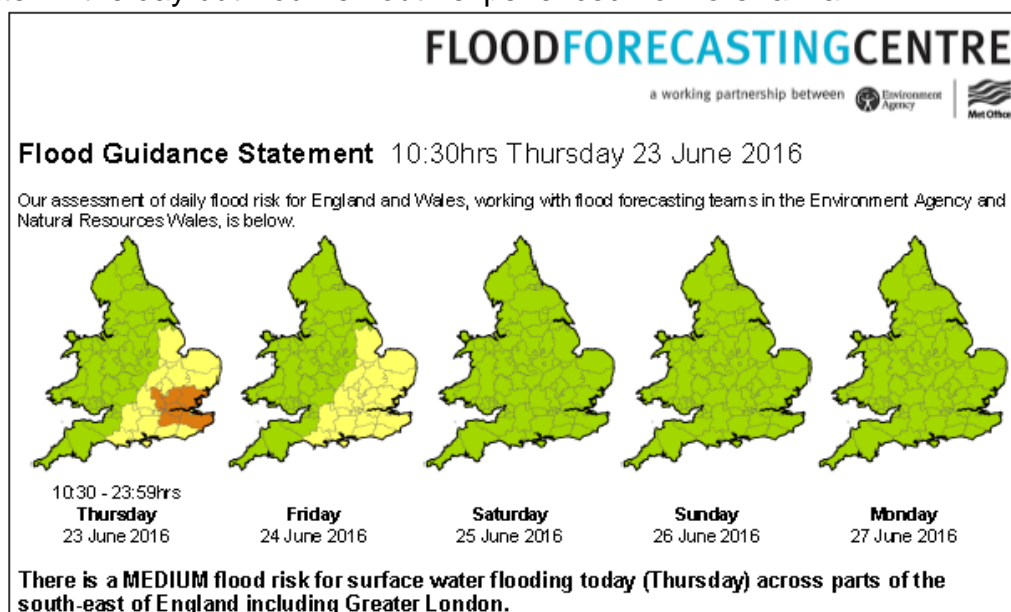 FLOODFORECASTINGCENTRE
a working partnership between Environment Agency Met Office
Flood Guidance Statement 10:30hrs Thursday 23 June 2016
Our assessment of daily flood risk for England and Wales, working with flood forecasting teams in the Environment Agency and
Natural Resources Wales, is below.
10:30 - 23:59hrs
Thursday Friday Saturday Sunday Monday
23 June 2016 24 June 2016 25 June 2016 26 June 2016 27 June 2016
There is a MEDIUM flood risk for surface water flooding today (Thursday) across parts of the
south-east of England including Greater London.